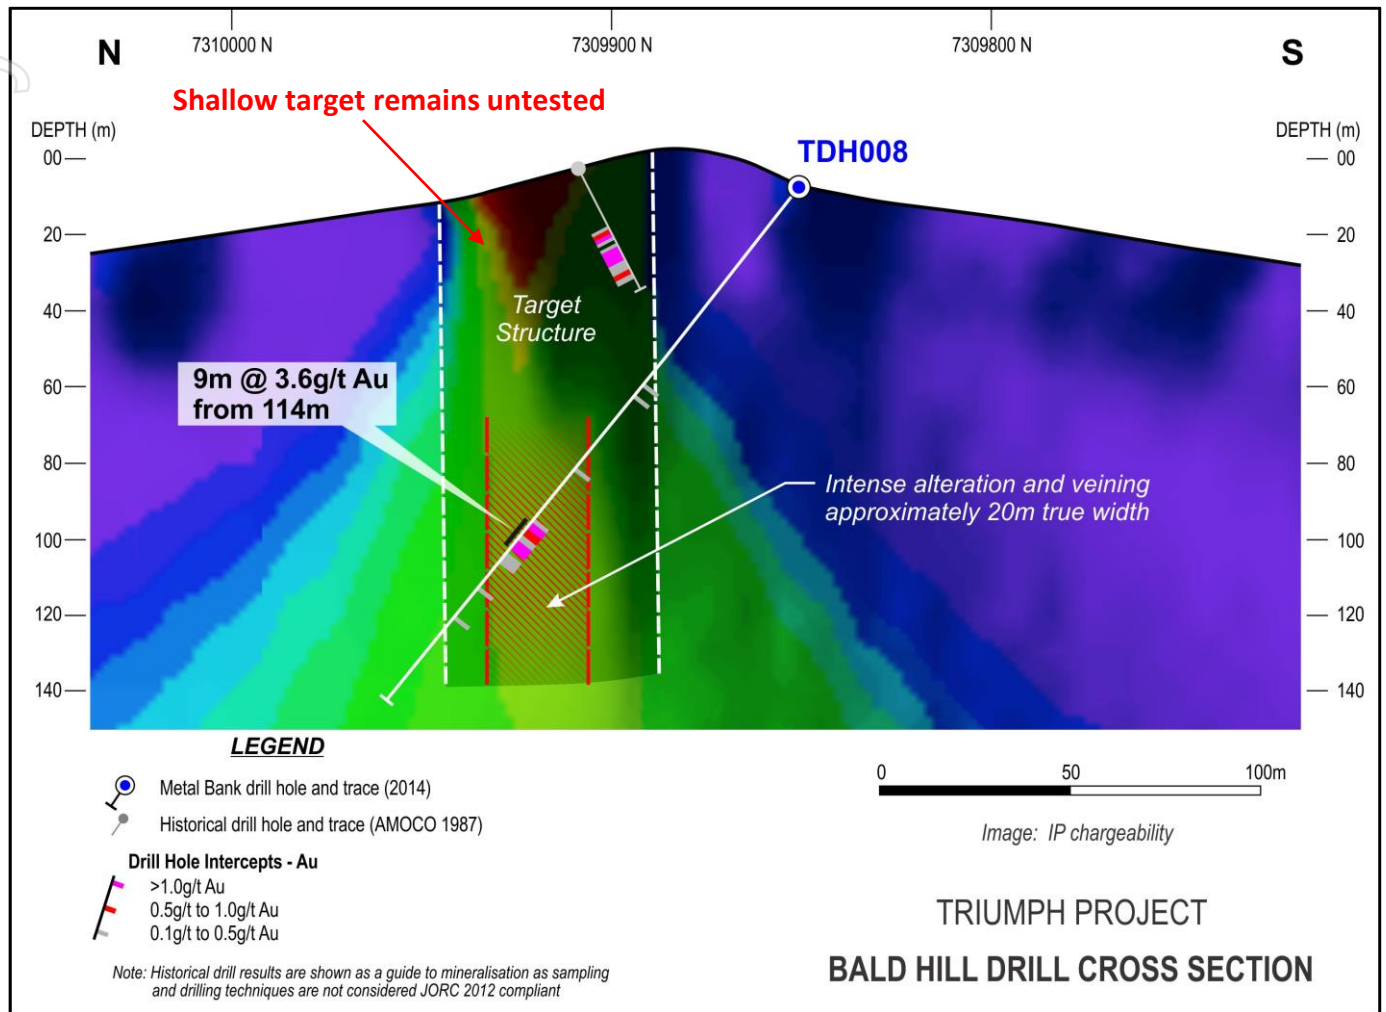 7310000 N
7309900 N
7309800 N
N
S
Shallow target remains untested
DEPTH (m)
DEPTH (m)
TDH008
00
00
20
20
40
40
60
60
80
80
100
100
120
120
140
140
Target
Structure
9m @ 3.6g/t Au
from 114m
Intense alteration and veining
approximately 20m true width
LEGEND
Metal Bank drill hole and trace (2014)
Historical drill hole and trace (AMOCO 1987)
Drill Hole Intercepts - Au
>1.0g/t Au
0.5g/t to 1.0g/t Au
0.1g/t to 0.5g/t Au
Note: Historical drill results are shown as a guide to mineralisation as sampling
and drilling techniques are not considered JORC 2012 compliant
0 50 100m
Image: IP chargeability
TRIUMPH PROJECT
BALD HILL DRILL CROSS SECTION